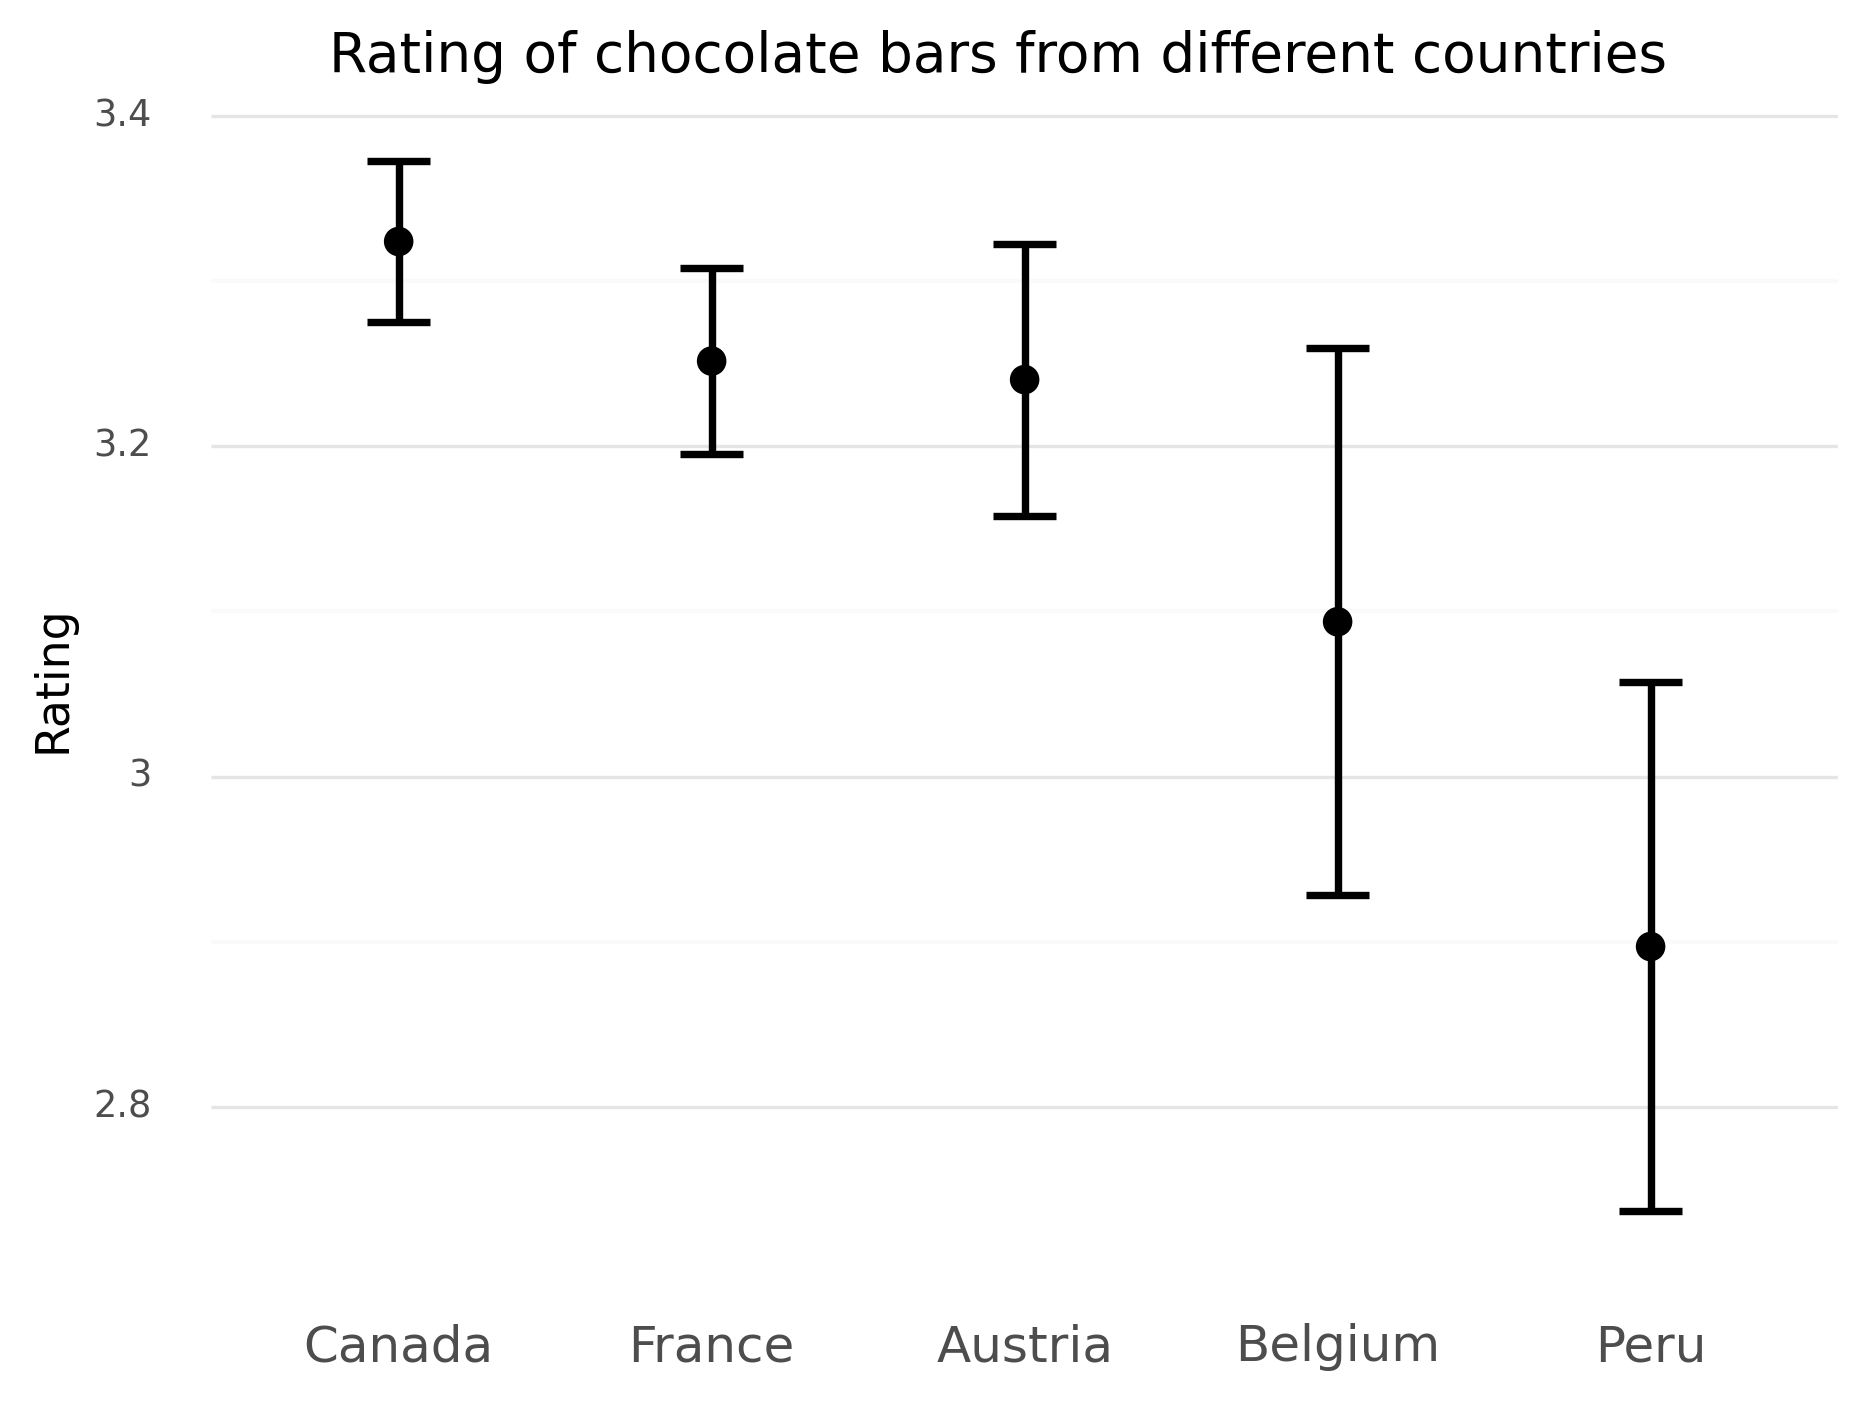 Rating of chocolate bars from different countries
3.4
3.2
3
2.8
Rating
Canada France Austria Belgium Peru